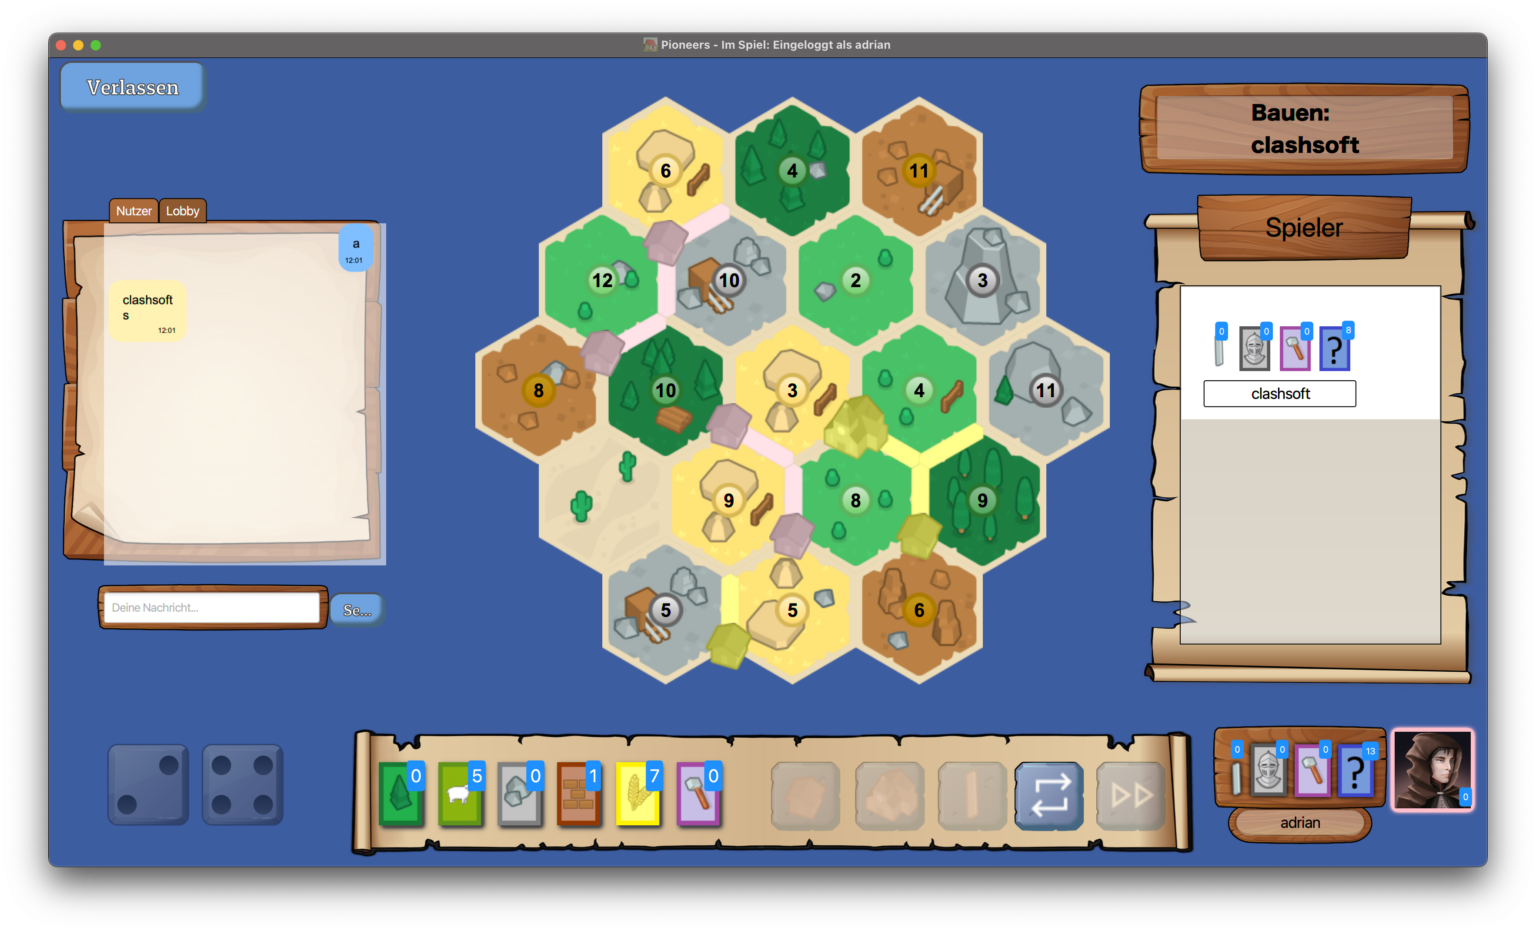 Pioneers - Im Spiel: Eingeloggt als adrian
Verlassen
Bauen:
clashsoft
Nutzer
Lobby
a
12:01
clashsoft
s
12:01
Deine Nachricht...
Se...
6
4
11
12
10
2
3
8
10
3
4
11
9
8
9
5
5
6
Spieler
0
0
0
8
?
clashsoft
0
5
0
1
7
0
0
0
0
13
?
adrian
0